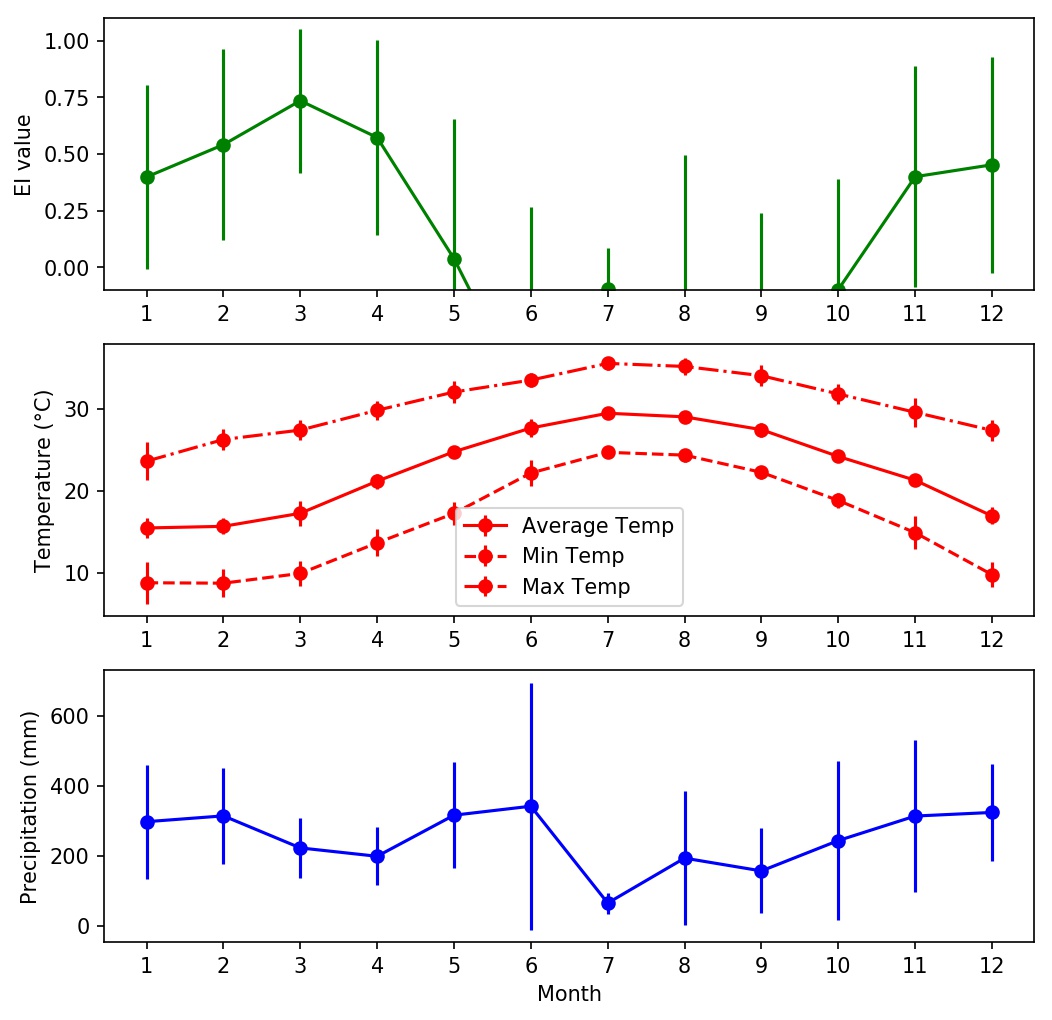 EI value
1.00
0.75
0.50
0.25
0.00
1 2 3 4 5 6 7 8 9 10 11 12
Temperature (°C)
30
20
10
Average Temp
Min Temp
Max Temp
1 2 3 4 5 6 7 8 9 10 11 12
Precipitation (mm)
600
400
200
0
1 2 3 4 5 6 7 8 9 10 11 12
Month